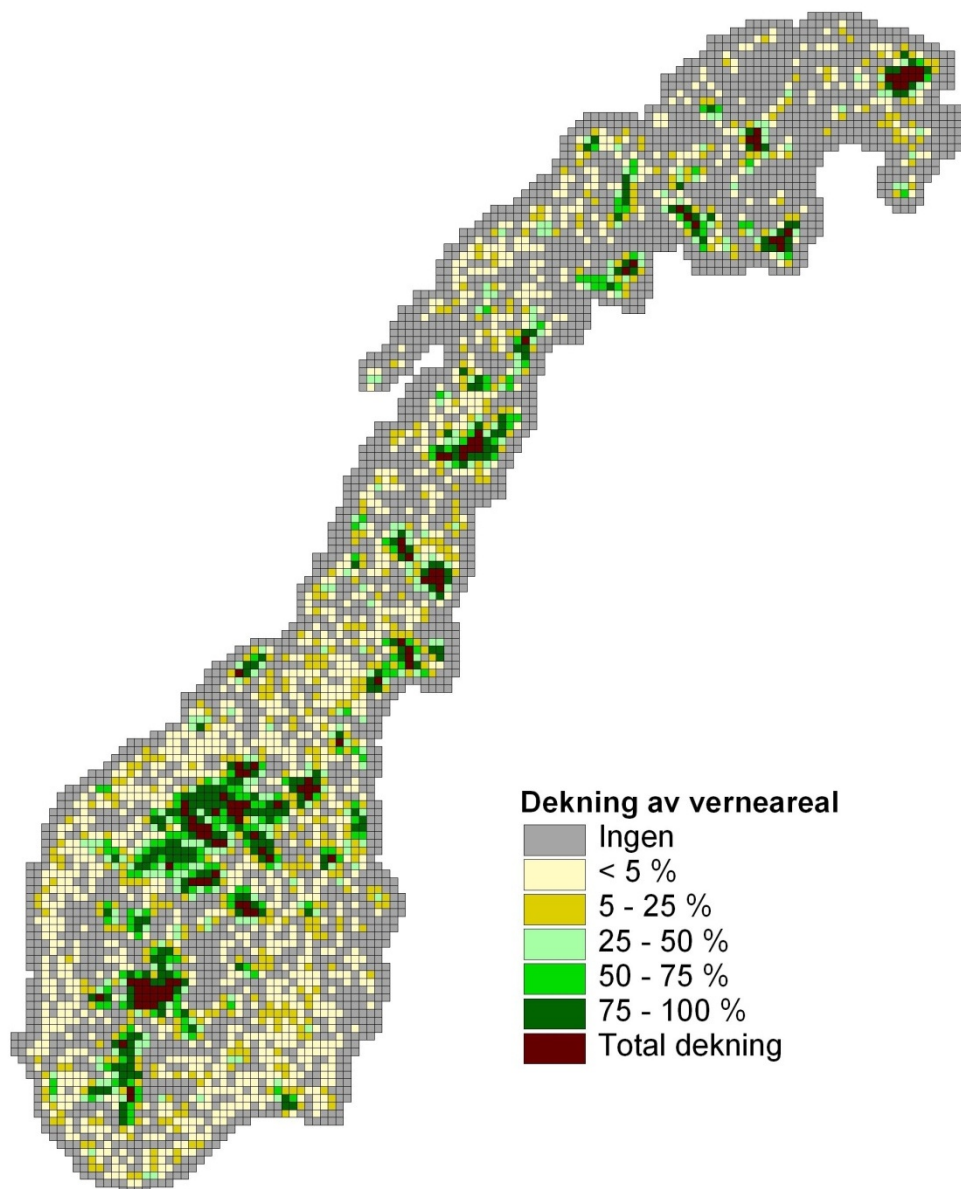 Dekning av verneareal
Ingen
< 5 %
5 - 25 %
25 - 50 %
50 - 75 %
75 - 100 %
Total dekning